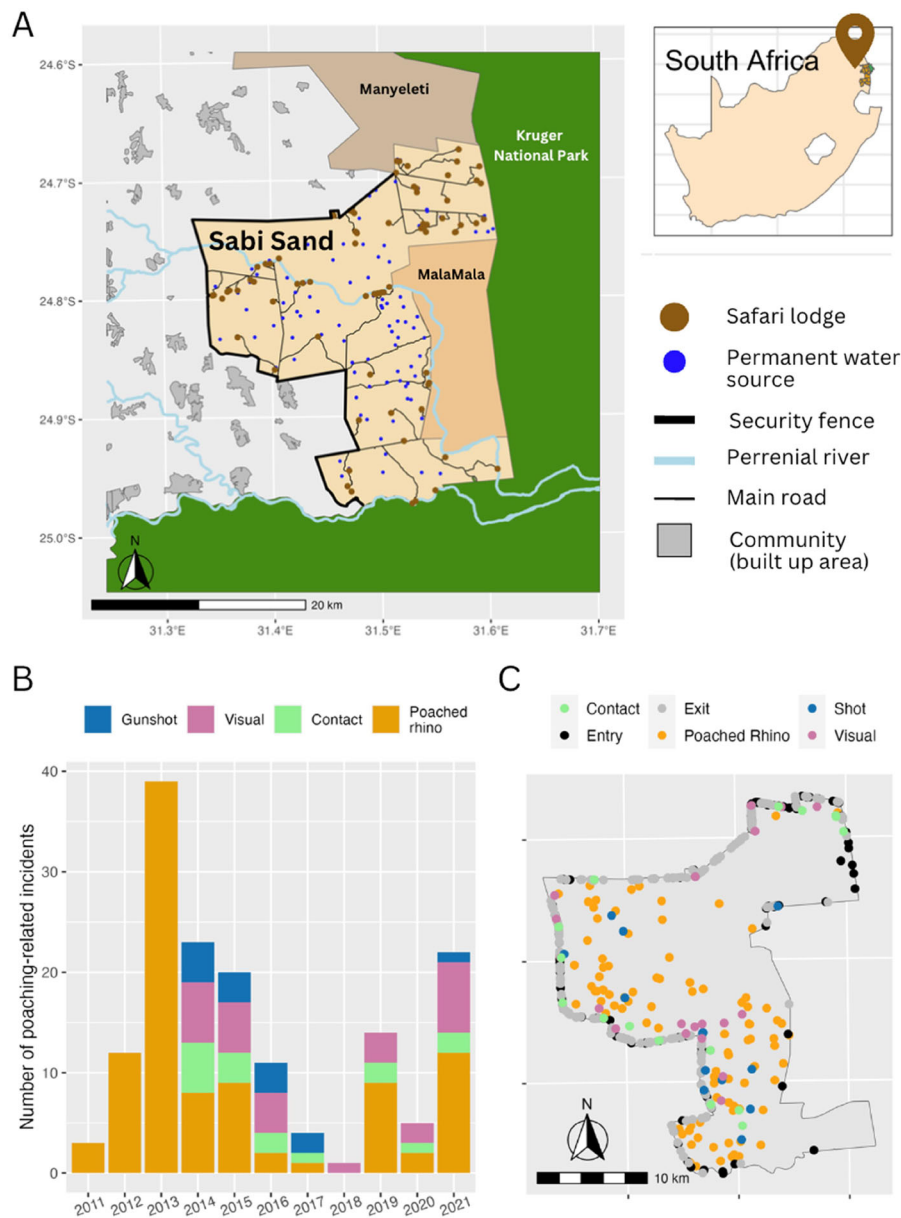 A
24.6°S
24.7°S
24.8°S
24.9°S
25.0°S
31.3°E
31.4°E
31.5°E
31.6°E
31.7°E
Manyeleti
Kruger
National Park
Sabi Sand
MalaMala
N
20 km
South Africa
Safari lodge
Permanent water
source
Security fence
Perrenial river
Main road
Community
(built up area)
B
Gunshot
Visual
Contact
Poached
rhino
Number of poaching-related incidents
40
30
20
10
0
2011
2012
2013
2014
2015
2016
2017
2018
2019
2020
2021
C
Contact
Exit
Shot
Entry
Poached Rhino
Visual
N
10 km